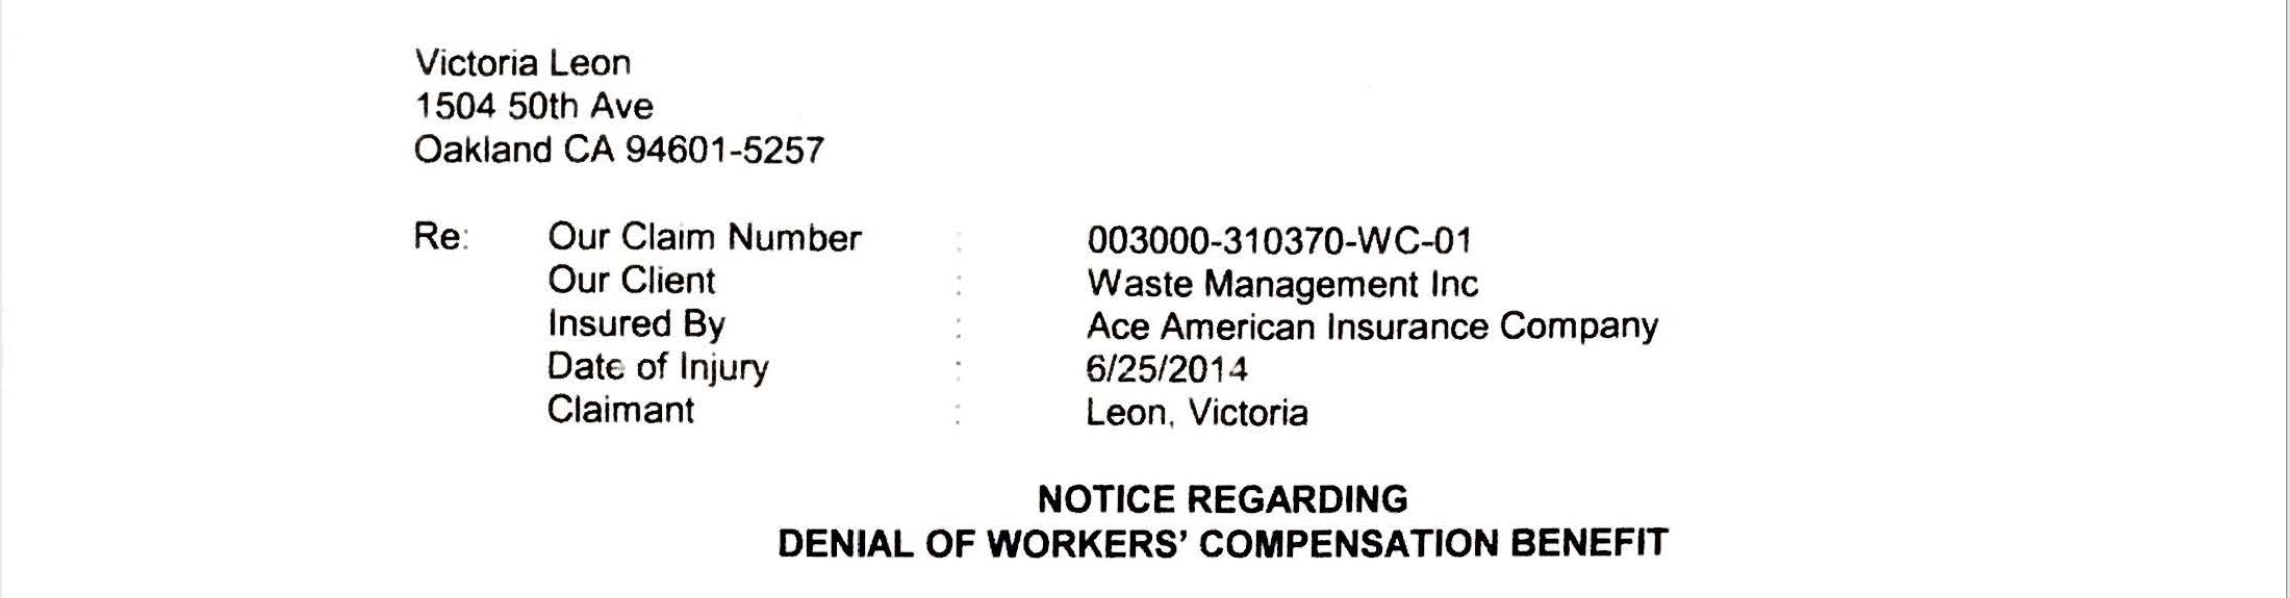 Victoria Leon
1504 50th Ave
Oakland CA 94601-5257
Re: Our Claim Number : 003000-310370-WC-01
Our Client : Waste Management Inc
Insured By : Ace American Insurance Company
Date of Injury : 6/25/2014
Claimant : Leon, Victoria
NOTICE REGARDING
DENIAL OF WORKERS' COMPENSATION BENEFIT